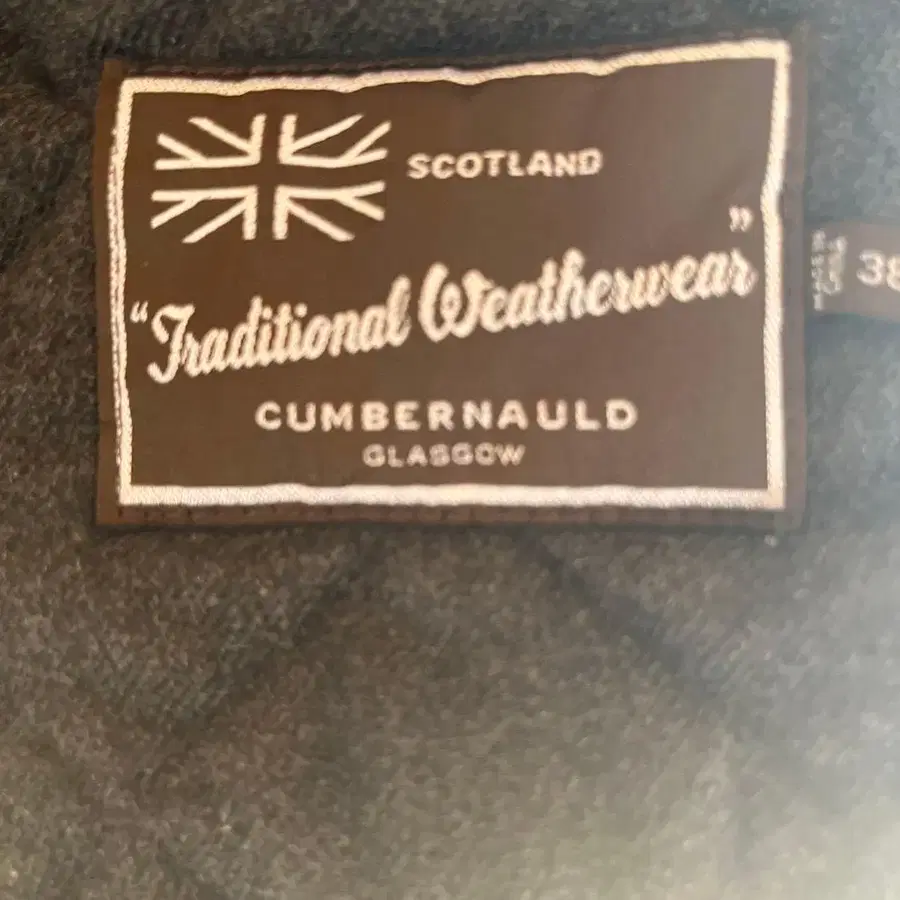 SCOTLAND
"Traditional Weatherwear"
CUMBERNAULD
GLASGOW
38